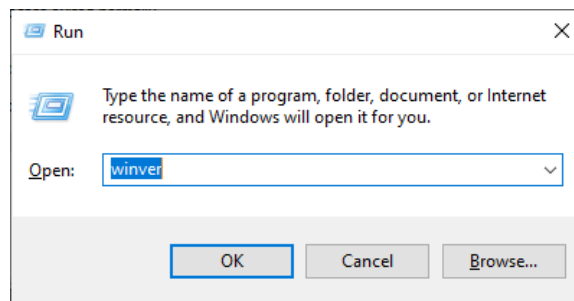 Run
Type the name of a program, folder, document, or Internet
resource, and Windows will open it for you.
Open: winver
OK Cancel Browse...